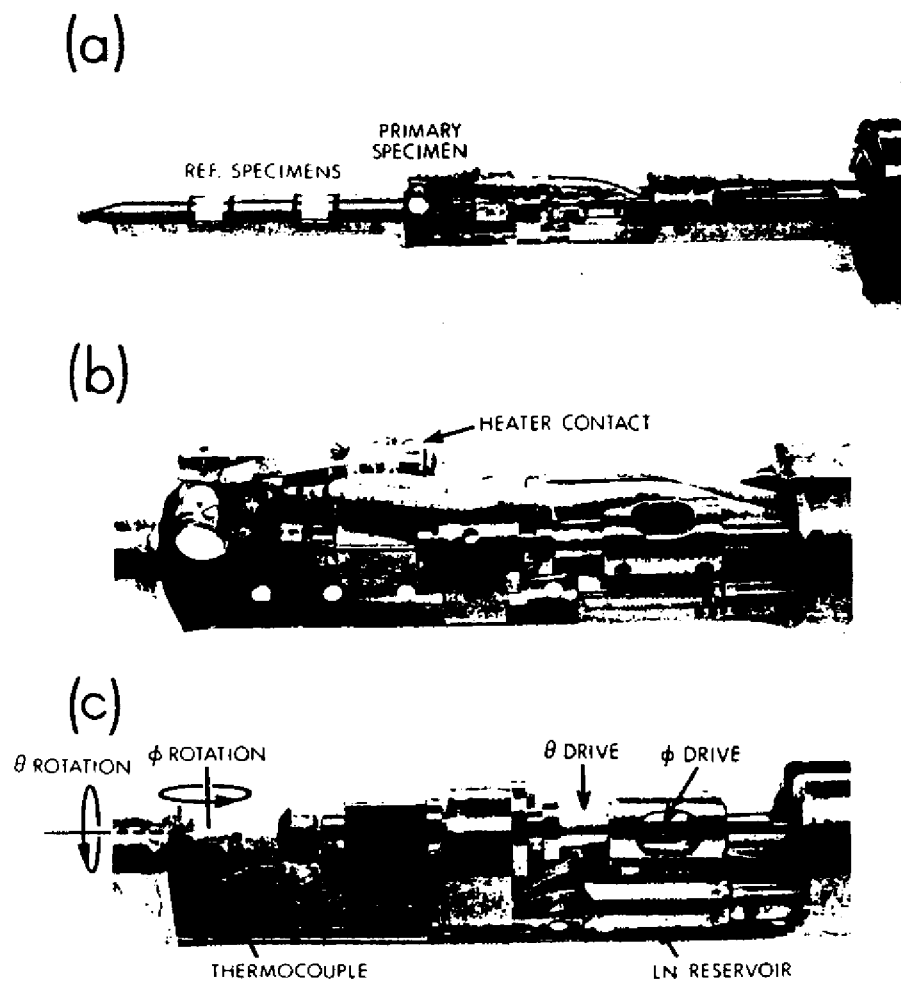 (a)
PRIMARY
SPECIMEN
REF. SPECIMENS
(b)
HEATER CONTACT
(c)
θ ROTATION
ϕ ROTATION
θ DRIVE
ϕ DRIVE
THERMOCOUPLE
LN RESERVOIR